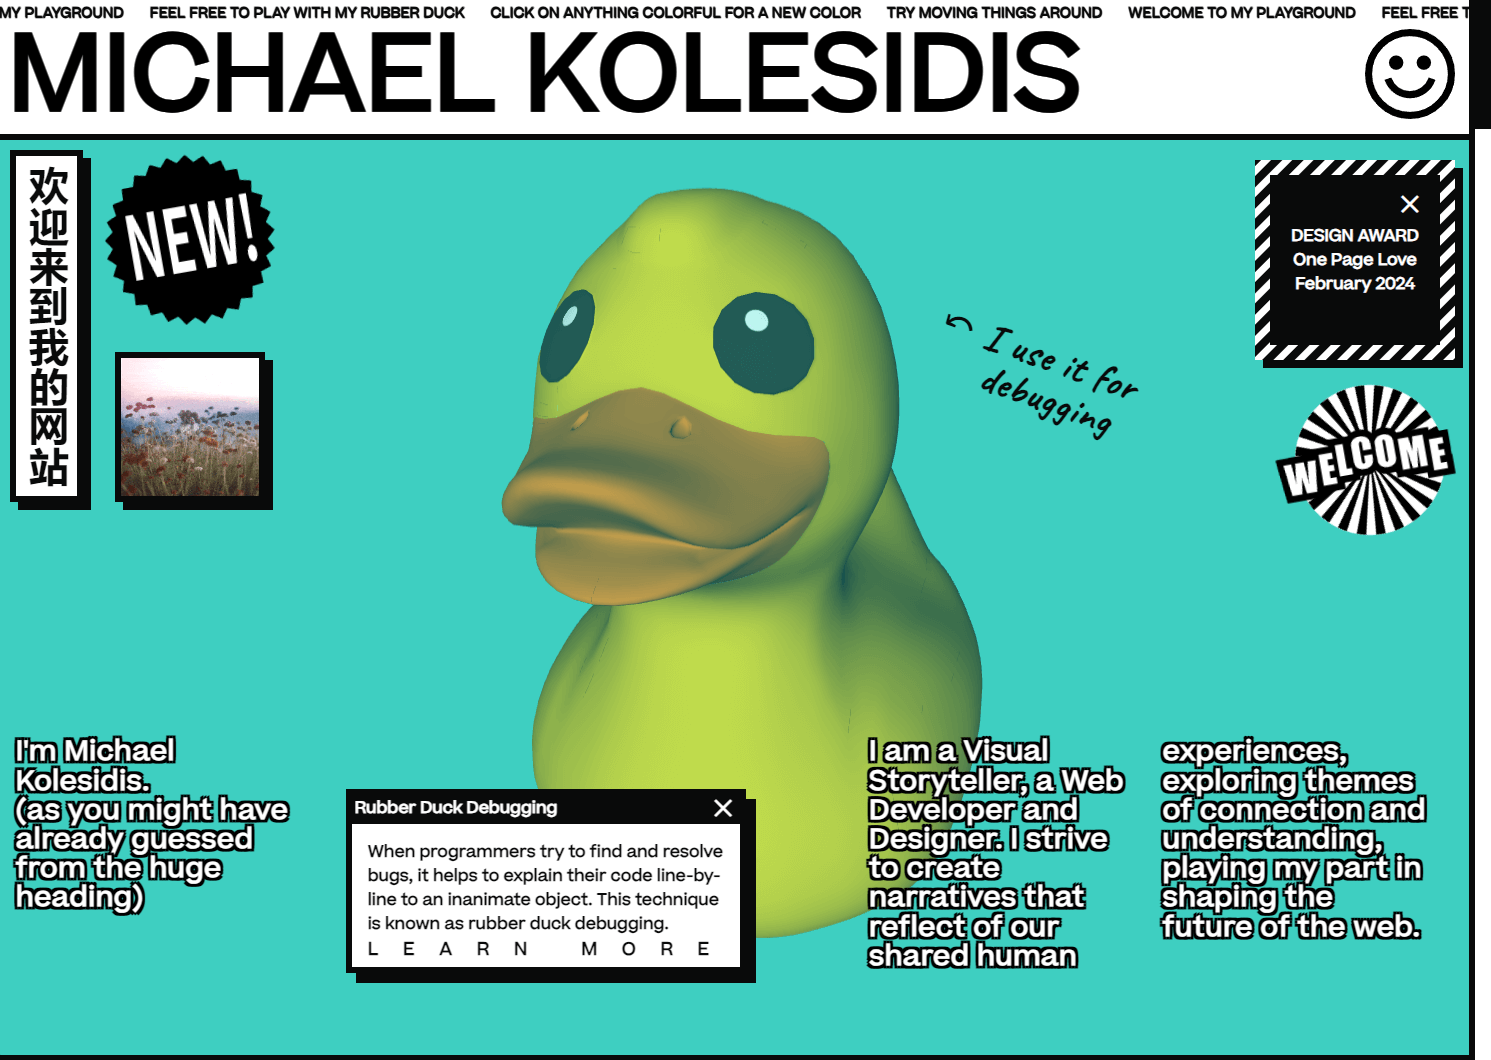 MY PLAYGROUND FEEL FREE TO PLAY WITH MY RUBBER DUCK CLICK ON ANYTHING COLORFUL FOR A NEW COLOR TRY MOVING THINGS AROUND WELCOME TO MY PLAYGROUND FEEL FREE T
MICHAEL KOLESIDIS
欢迎来到我的网站
NEW!
DESIGN AWARD
One Page Love
February 2024
I use it for
debugging
WELCOME
I'm Michael
Kolesidis.
(as you might have
already guessed
from the huge
heading)
Rubber Duck Debugging
When programmers try to find and resolve
bugs, it helps to explain their code line-by-
line to an inanimate object. This technique
is known as rubber duck debugging.
LEARN MORE
I am a Visual
Storyteller, a Web
Developer and
Designer. I strive
to create
narratives that
reflect of our
shared human
experiences,
exploring themes
of connection and
understanding,
playing my part in
shaping the
future of the web.